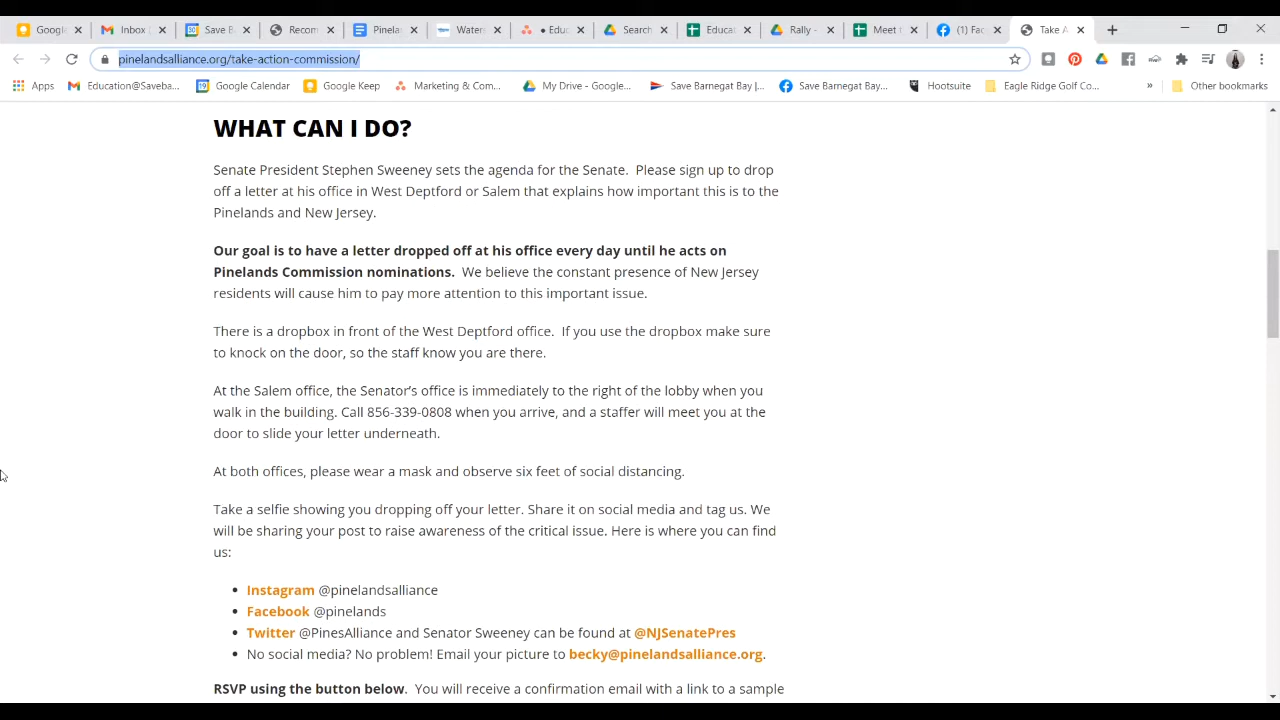 Google
Inbox
Save B
Recom
Pinela
Waterm
Educ
Search
Educat
Rally -
Meet t
(1) Fac
Take A
pinelandsalliance.org/take-action-commission/
Apps
Education@Saveba...
Google Calendar
Google Keep
Marketing & Com...
My Drive - Google...
Save Barnegat Bay |...
Save Barnegat Bay...
Hootsuite
Eagle Ridge Golf Co...
»
Other bookmarks
WHAT CAN I DO?
Senate President Stephen Sweeney sets the agenda for the Senate. Please sign up to drop
off a letter at his office in West Deptford or Salem that explains how important this is to the
Pinelands and New Jersey.
Our goal is to have a letter dropped off at his office every day until he acts on
Pinelands Commission nominations. We believe the constant presence of New Jersey
residents will cause him to pay more attention to this important issue.
There is a dropbox in front of the West Deptford office. If you use the dropbox make sure
to knock on the door, so the staff know you are there.
At the Salem office, the Senator's office is immediately to the right of the lobby when you
walk in the building. Call 856-339-0808 when you arrive, and a staffer will meet you at the
door to slide your letter underneath.
At both offices, please wear a mask and observe six feet of social distancing.
Take a selfie showing you dropping off your letter. Share it on social media and tag us. We
will be sharing your post to raise awareness of the critical issue. Here is where you can find
us:
• Instagram @pinelandsalliance
• Facebook @pinelands
• Twitter @PinesAlliance and Senator Sweeney can be found at @NJSenatePres
• No social media? No problem! Email your picture to becky@pinelandsalliance.org.
RSVP using the button below. You will receive a confirmation email with a link to a sample